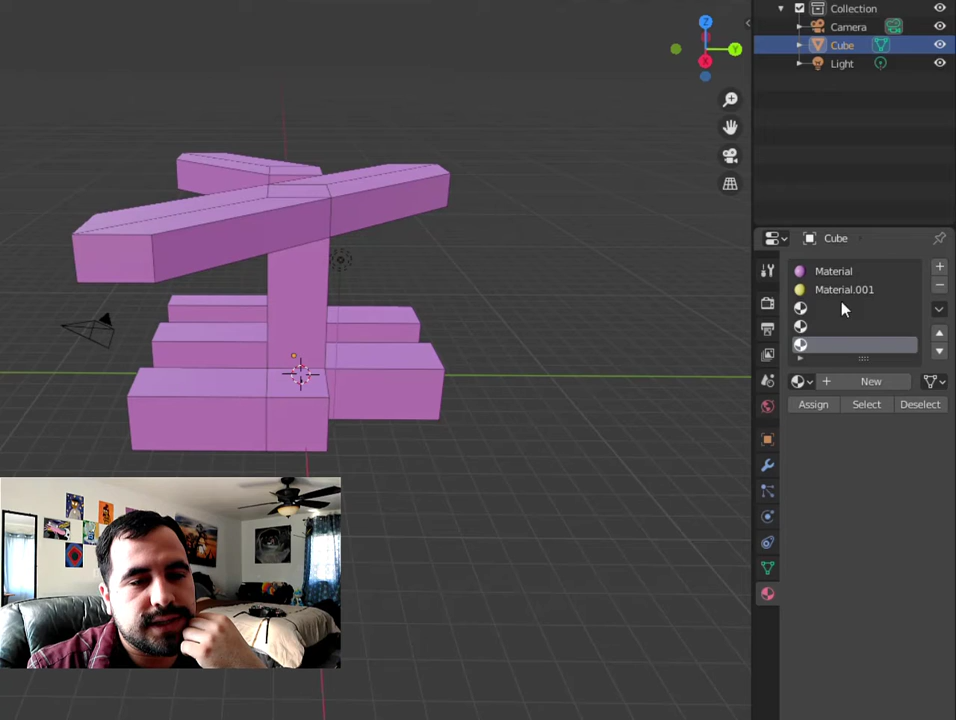 Collection
Camera
Cube
Light
Z
Y
X
Cube
Material
Material.001
New
Assign
Select
Deselect